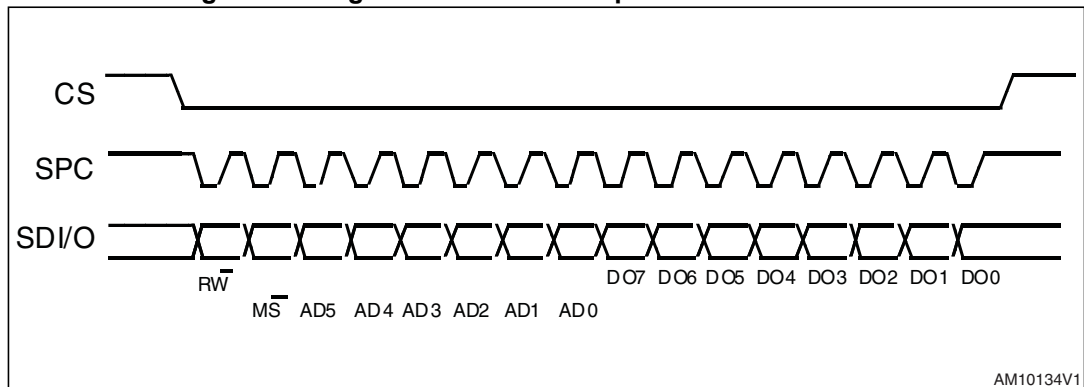 CS
SPC
SDI/O
RW
DO7 DO6 DO5 DO4 DO3 DO2 DO1 DO0
MS AD5 AD4 AD3 AD2 AD1 AD0
AM10134V1